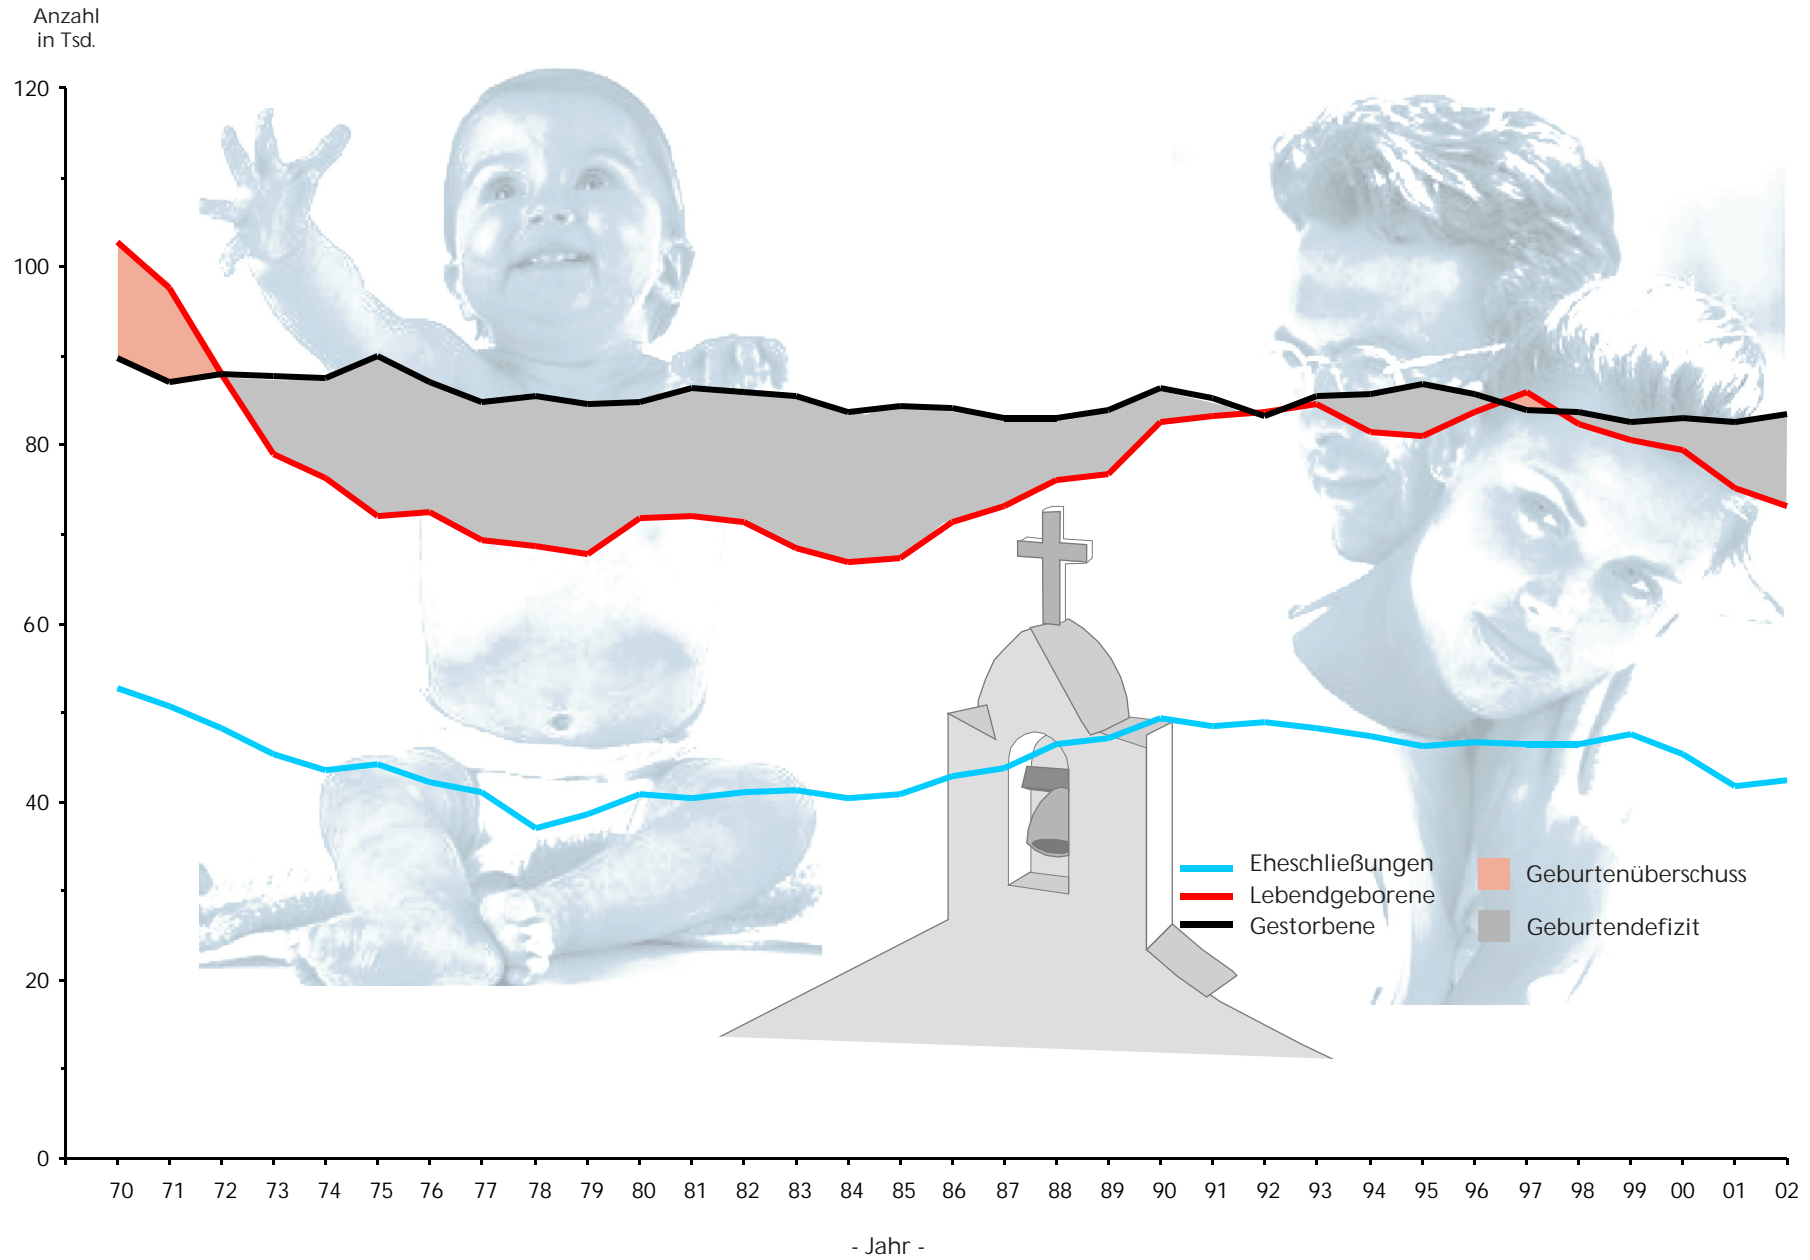 Anzahl
in Tsd.
120
100
80
60
40
20
0
Eheschließungen
Lebendgeborene
Gestorbene
Geburtenüberschuss
Geburtendefizit
70 71 72 73 74 75 76 77 78 79 80 81 82 83 84 85 86 87 88 89 90 91 92 93 94 95 96 97 98 99 00 01 02
- Jahr -